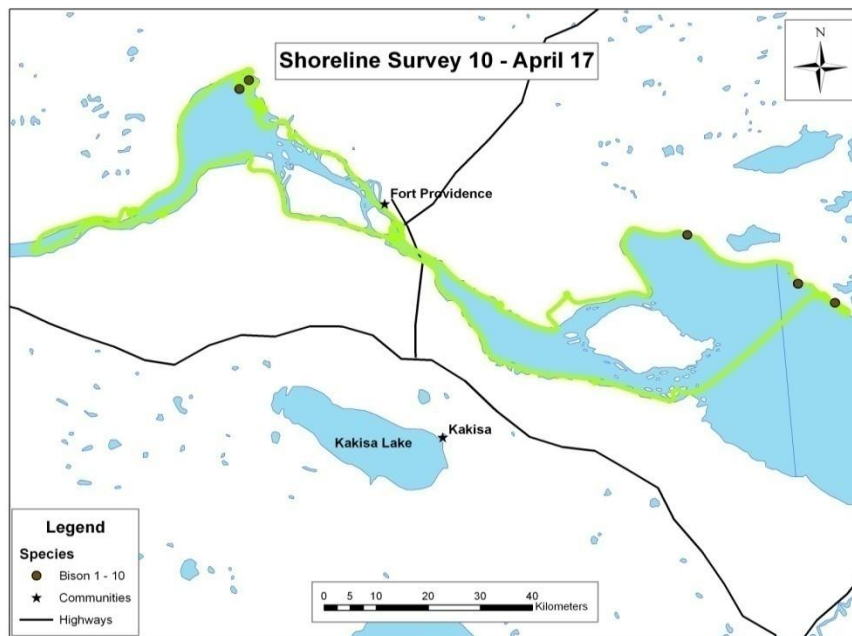 Shoreline Survey 10 - April 17
N
Fort Providence
Kakisa
Kakisa Lake
Legend
Species
Bison 1 - 10
Communities
Highways
0 5 10 20 30 40
Kilometers